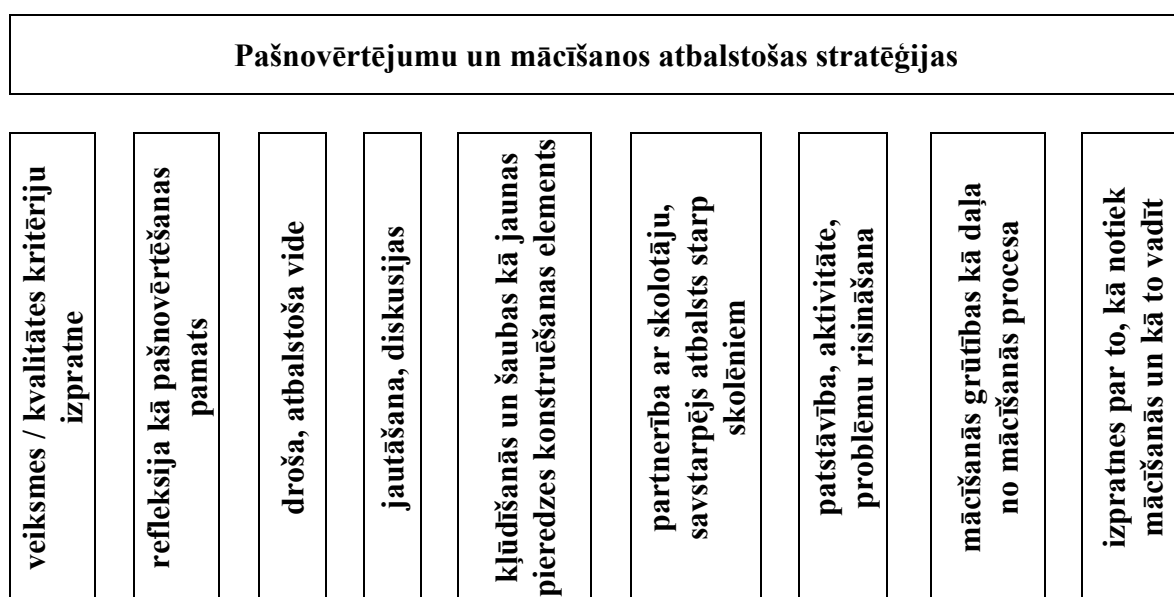 Pašnovērtējumu un mācīšanos atbalstošas stratēģijas
veiksmes / kvalitātes kritēriju
izpratne
refleksija kā pašnovērtēšanas
pamats
droša, atbalstoša vide
jautāšana, diskusijas
kļūdīšanās un šaubas kā jaunas
pieredzes konstruēšanas elements
partnerība ar skolotāju,
savstarpējs atbalsts starp
skolēniem
patstāvība, aktivitāte,
problēmu risināšana
mācīšanās grūtības kā daļa
no mācīšanās procesa
izpratnes par to, kā notiek
mācīšanās un kā to vadīt